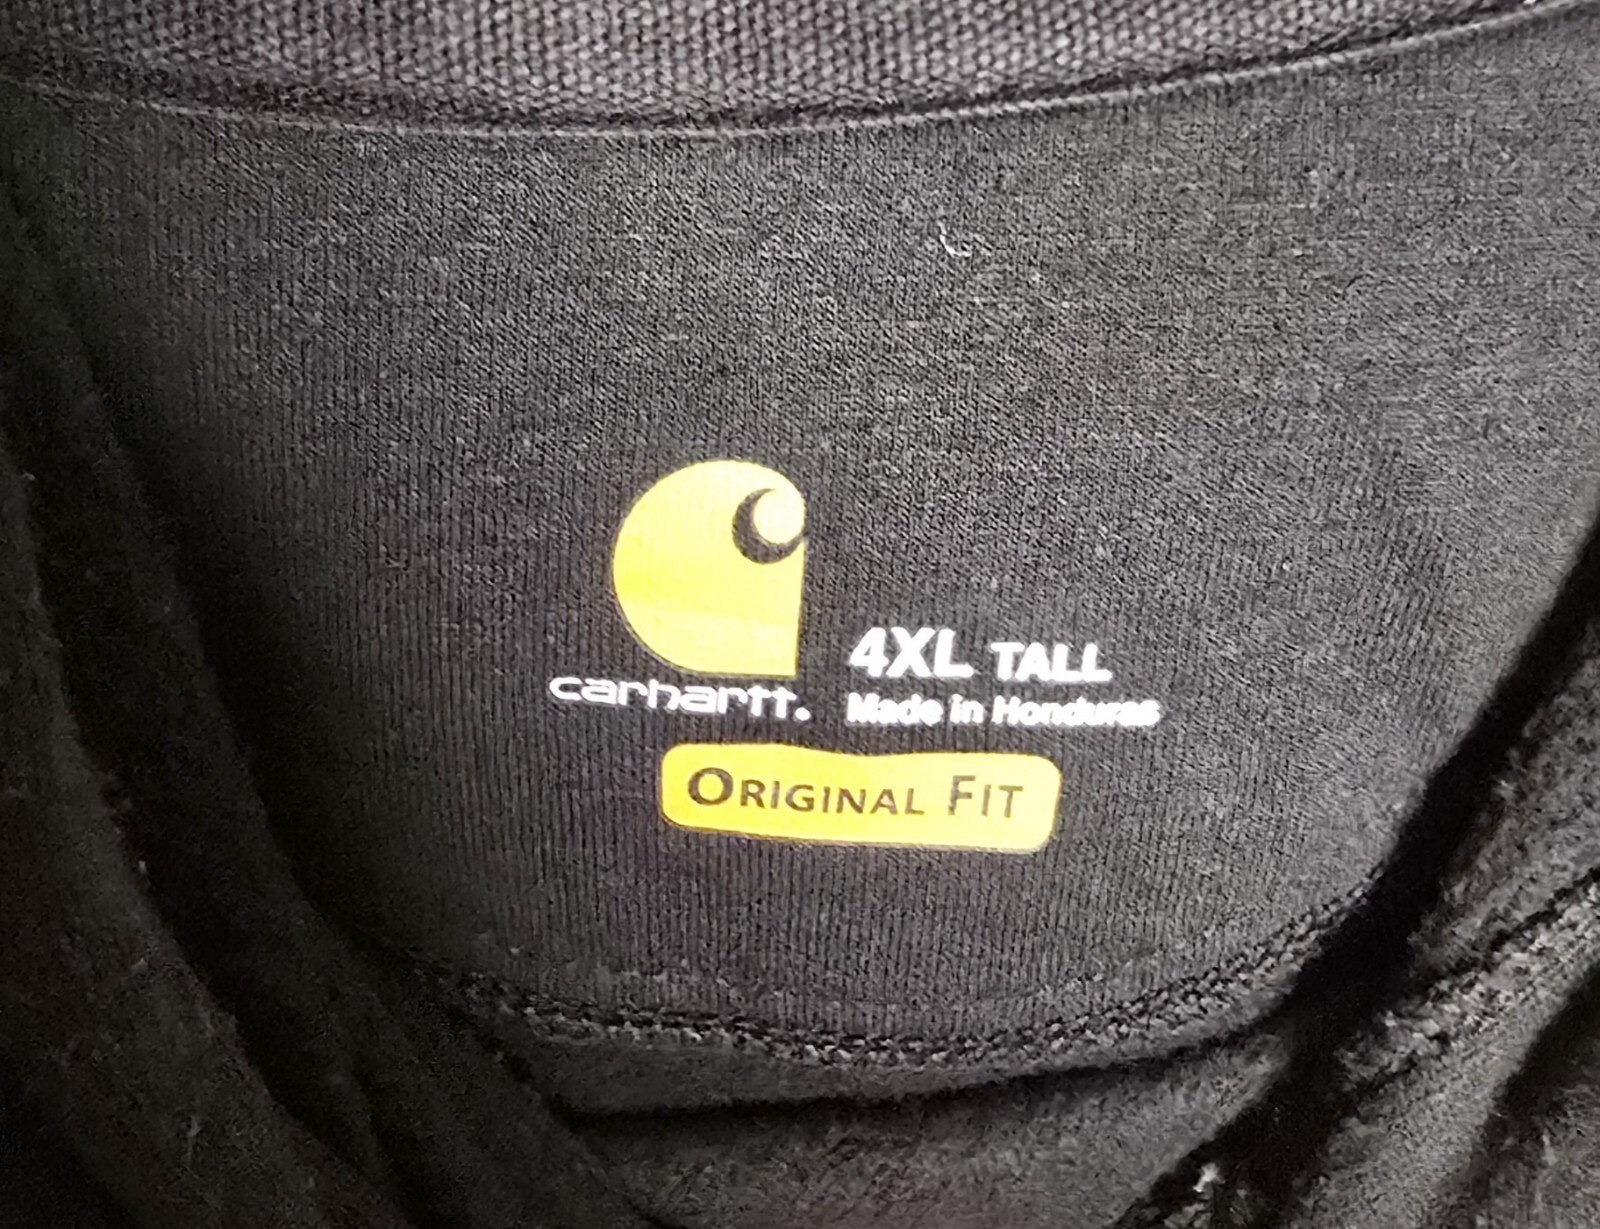 carhartt.
4XL TALL
Made in Honduras
ORIGINAL FIT